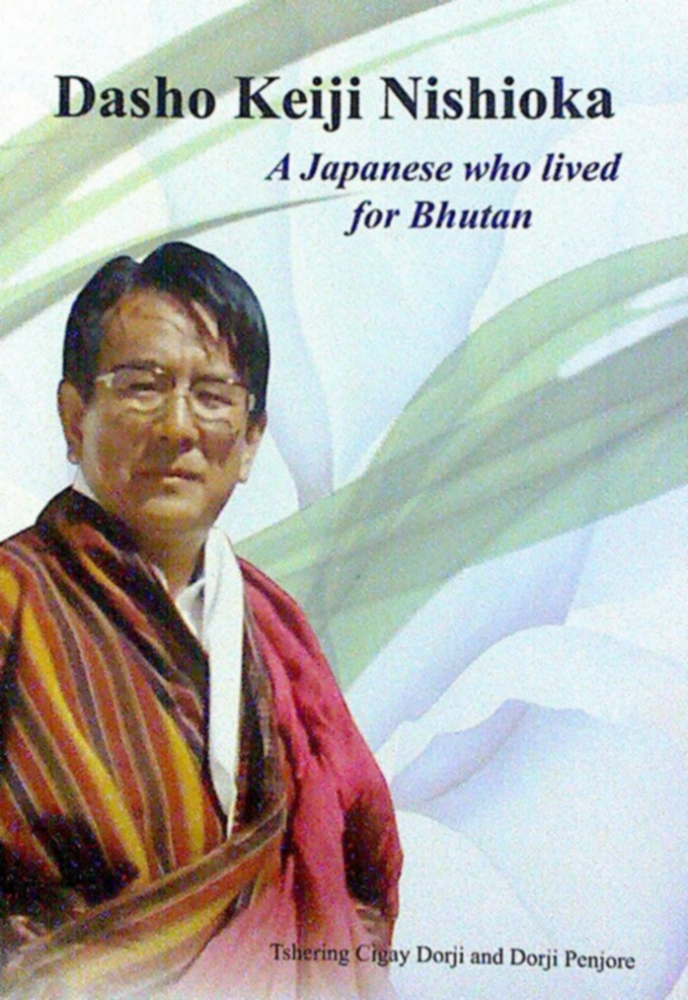 Dasho Keiji Nishioka
A Japanese who lived
for Bhutan
Tshering Cigay Dorji and Dorji Penjore